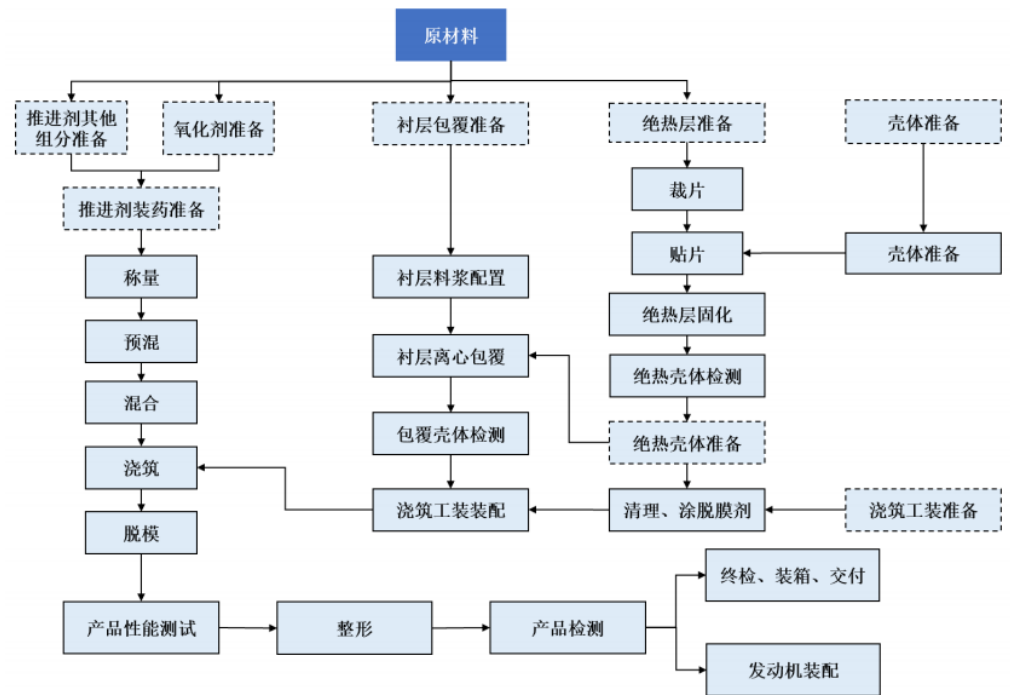 原材料
推进剂其他
组分准备
氧化剂准备
衬层包覆准备
绝热层准备
壳体准备
裁片
推进剂装药准备
贴片
壳体准备
称量
衬层料浆配置
绝热层固化
预混
衬层离心包覆
绝热壳体检测
混合
包覆壳体检测
绝热壳体准备
浇筑
浇筑工装装配
清理、涂脱膜剂
浇筑工装准备
脱模
终检、装箱、交付
产品性能测试
整形
产品检测
发动机装配